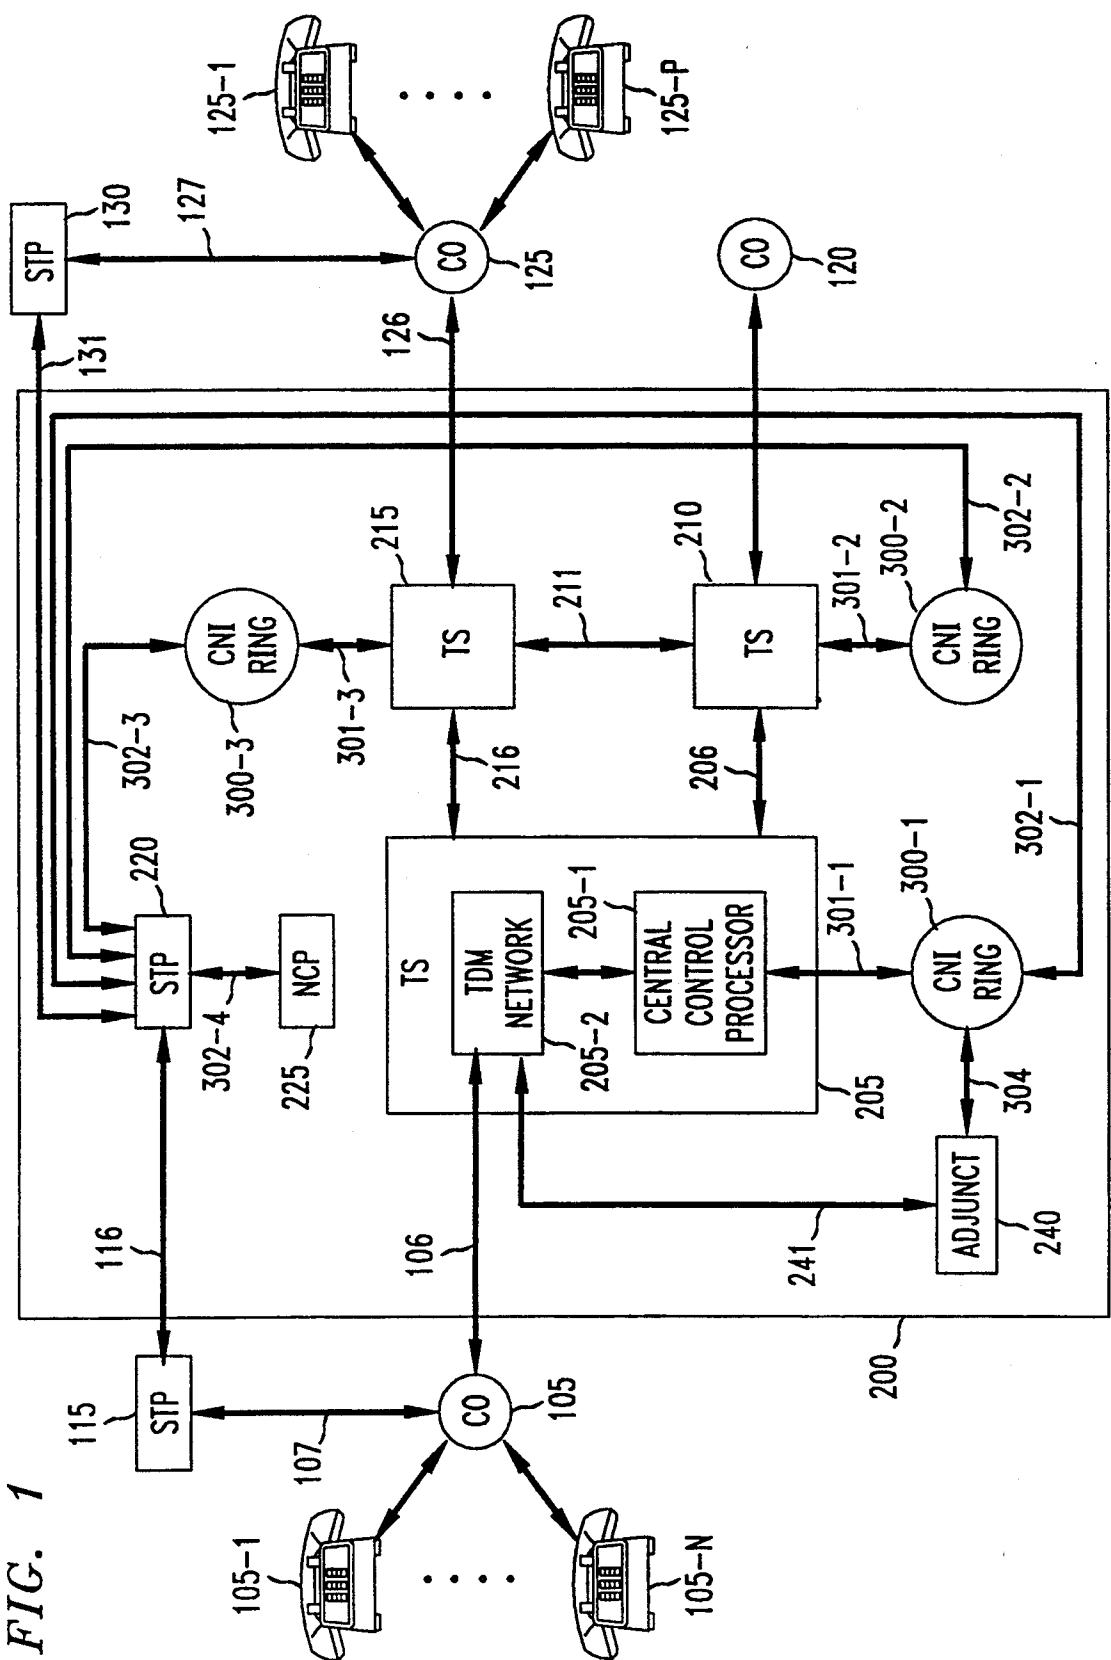 FIG. 1
105-1
105-N
115
STP
107
CO
105
116
106
200
220
STP
302-4
NCP
225
302-3
CNI
RING
300-3
301-3
131
STP
130
127
125-1
125-P
CO
125
126
TS
215
216
211
TS
210
206
CO
120
TS
TDM
NETWORK
205-2
205-1
CENTRAL
CONTROL
PROCESSOR
205
241
ADJUNCT
240
304
301-1
CNI
RING
300-1
302-1
301-2
300-2
CNI
RING
302-2